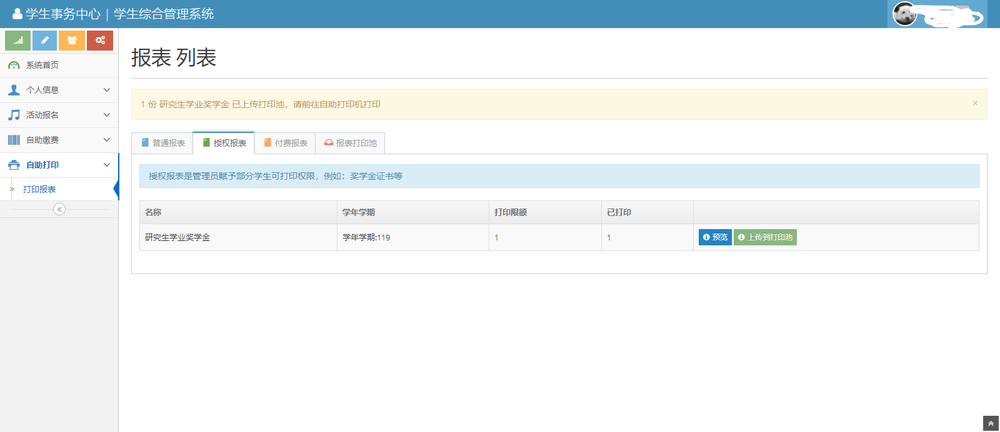 学生事务中心 | 学生综合管理系统
系统首页
个人信息
活动报名
自助缴费
自助打印
打印报表
报表 列表
1 份 研究生学业奖学金 已上传打印池，请前往自助打印机打印
×
普通报表 授权报表 付费报表 报表打印池
授权报表是管理员赋予部分学生可打印权限，例如：奖学金证书等
名称 学年学期 打印限额 已打印
研究生学业奖学金 学年学期:119 1 1 预览 上传到打印池